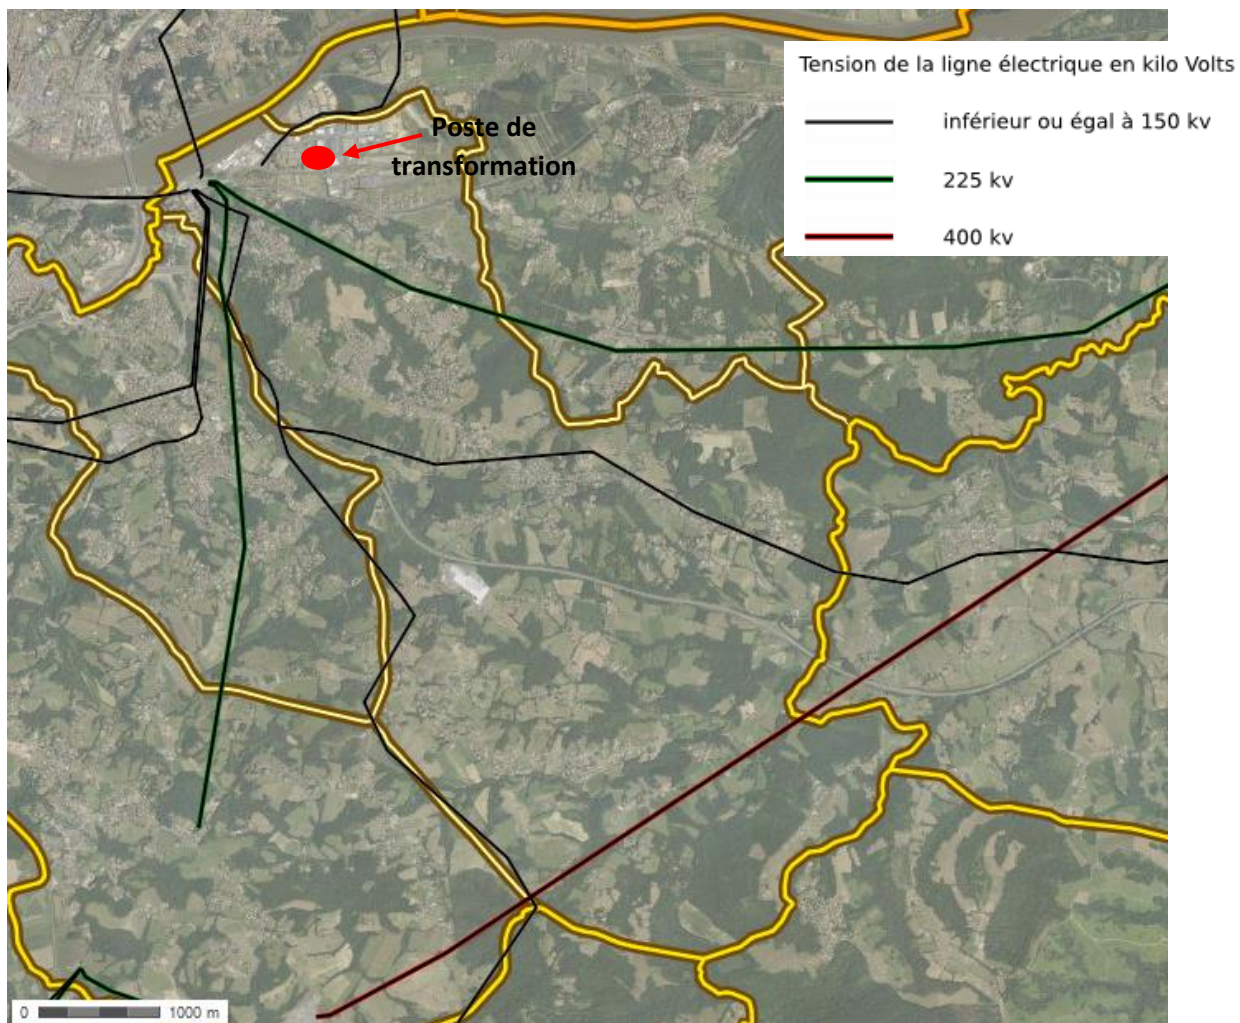 Tension de la ligne électrique en kilo Volts
inférieur ou égal à 150 kv
225 kv
400 kv
Poste de
transformation
0 1000 m